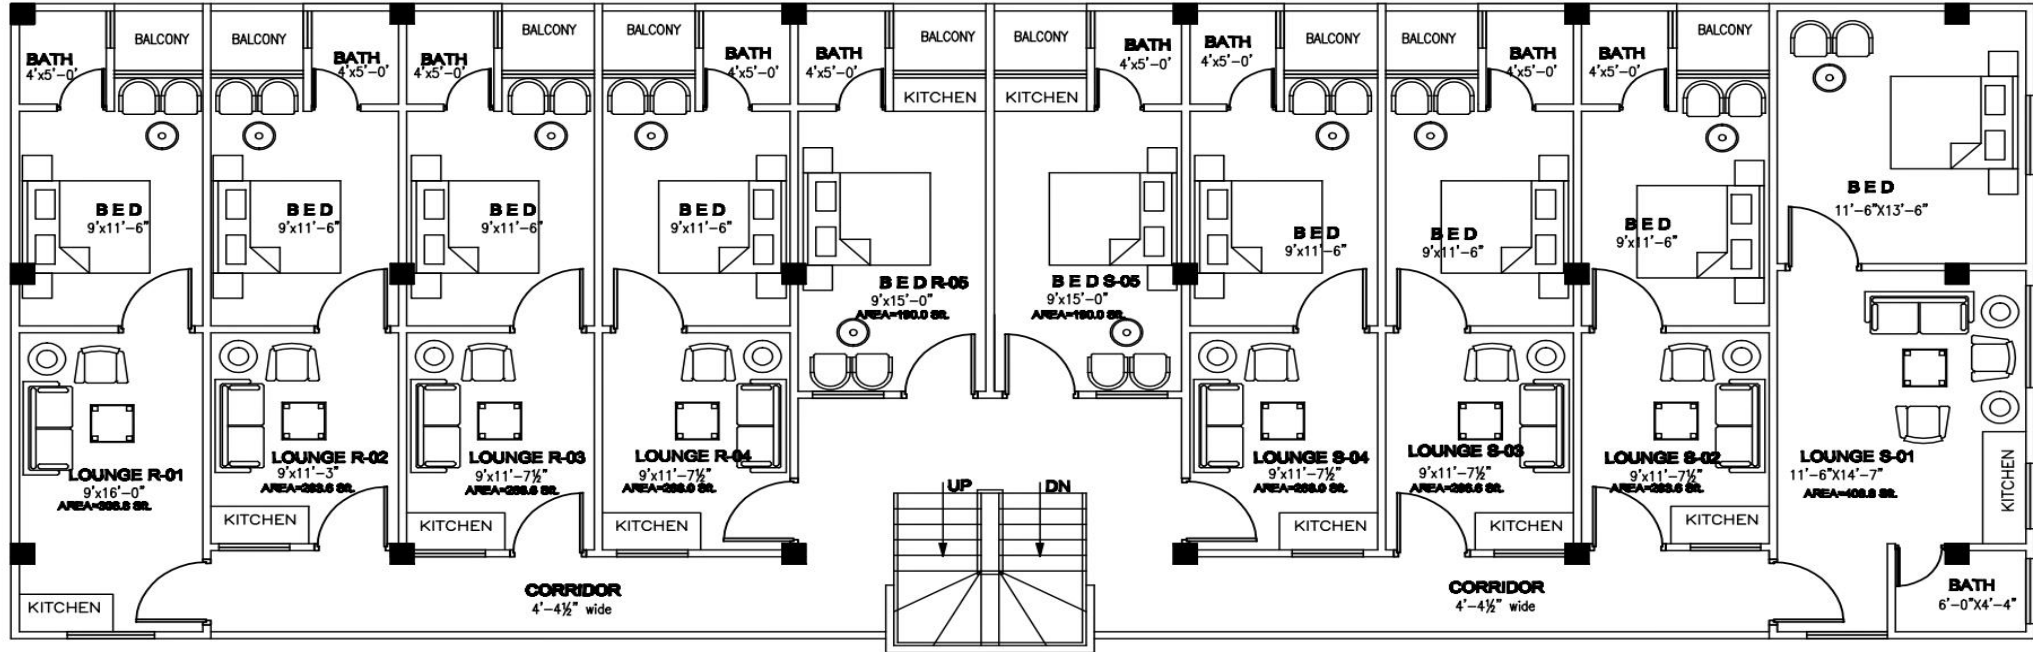 BATH
4'x5'-0'
BALCONY
BED
9'x11'-6"
LOUNGE R-01
9'x16'-0"
KITCHEN
BALCONY
BATH
4'x5'-0'
BED
9'x11'-6"
LOUNGE R-02
9'x11'-3"
KITCHEN
BATH
4'x5'-0'
BALCONY
BED
9'x11'-6"
LOUNGE R-03
9'x11'-7½"
KITCHEN
BALCONY
BATH
4'x5'-0'
BED
9'x11'-6"
LOUNGE R-04
9'x11'-7½"
KITCHEN
BATH
4'x5'-0'
BALCONY
KITCHEN
BED R-05
9'x15'-0"
AREA=190.0 Sft.
BALCONY
KITCHEN
BATH
4'x5'-0'
BED S-05
9'x15'-0"
AREA=190.0 Sft.
BATH
4'x5'-0'
BALCONY
BED
9'x11'-6"
LOUNGE S-04
9'x11'-7½"
KITCHEN
BALCONY
BATH
4'x5'-0'
BED
9'x11'-6"
LOUNGE S-03
9'x11'-7½"
KITCHEN
BATH
4'x5'-0'
BALCONY
BED
9'x11'-6"
LOUNGE S-02
9'x11'-7½"
KITCHEN
BED
11'-6"X13'-6"
LOUNGE S-01
11'-6"X14'-7"
KITCHEN
BATH
6'-0"X4'-4"
UP
DN
CORRIDOR
4'-4½" wide
CORRIDOR
4'-4½" wide